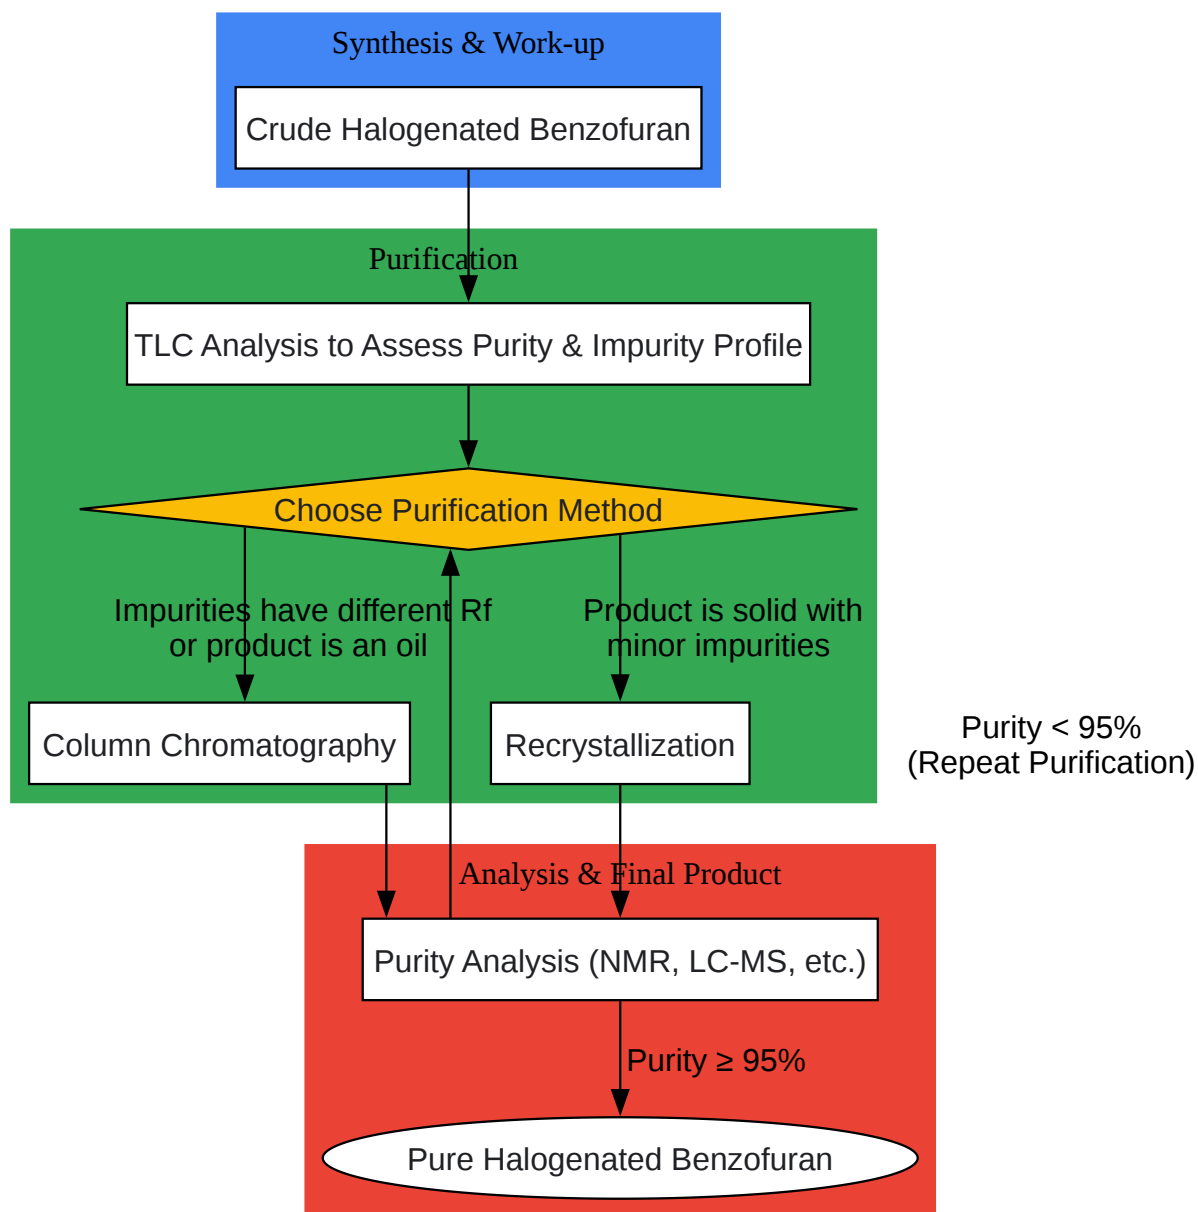 Synthesis & Work-up
Crude Halogenated Benzofuran
Purification
TLC Analysis to Assess Purity & Impurity Profile
Choose Purification Method
Impurities have different Rf
or product is an oil
Product is solid with
minor impurities
Column Chromatography
Recrystallization
Purity < 95%
(Repeat Purification)
Analysis & Final Product
Purity Analysis (NMR, LC-MS, etc.)
Purity ≥ 95%
Pure Halogenated Benzofuran